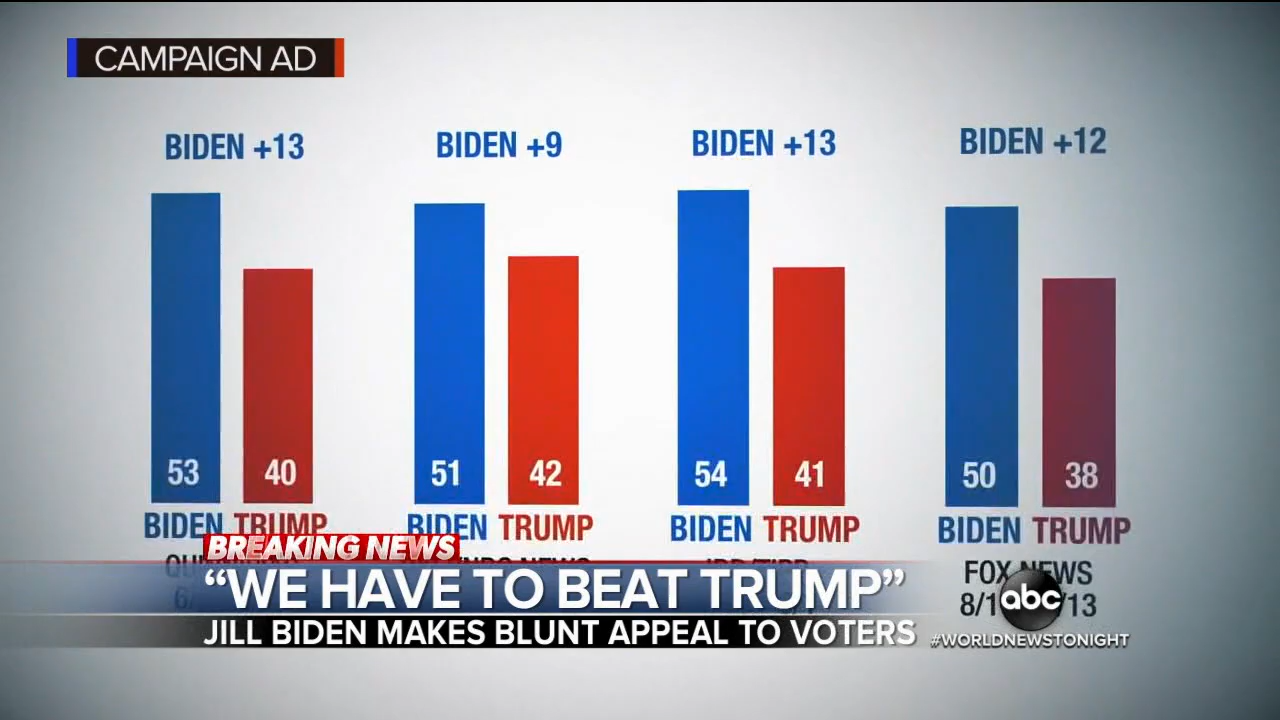 CAMPAIGN AD
BIDEN +13
BIDEN +9
BIDEN +13
BIDEN +12
53 40 51 42 54 41 50 38
BIDEN TRUMP BIDEN TRUMP BIDEN TRUMP BIDEN TRUMP
BREAKING NEWS
FOX NEWS
“WE HAVE TO BEAT TRUMP”
abc
JILL BIDEN MAKES BLUNT APPEAL TO VOTERS
#WORLDNEWSTONIGHT